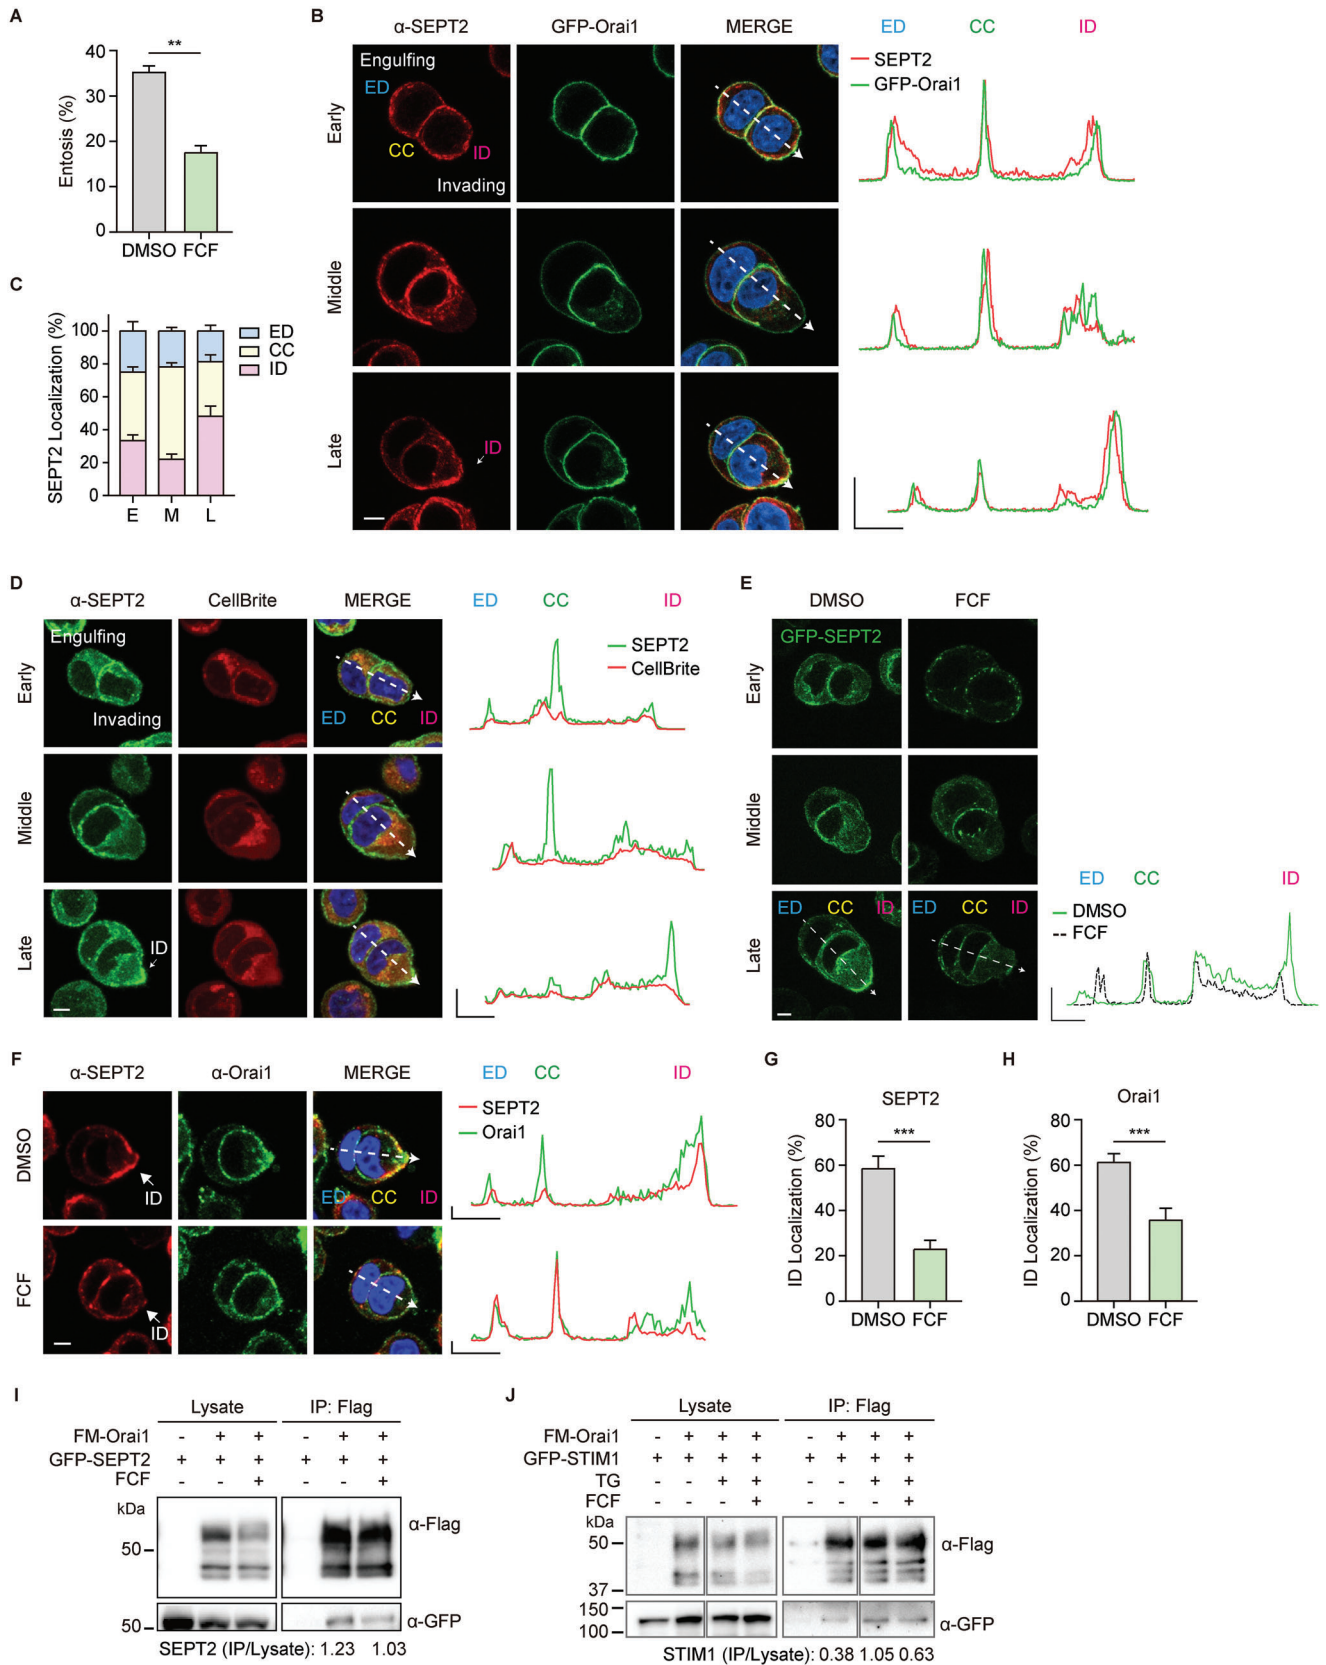 A
Entosis (%)
40
30
20
10
0
**
DMSO FCF
B
α-SEPT2 GFP-Orai1 MERGE ED CC ID
Early
Engulfing
ED
CC ID
Invading
SEPT2
GFP-Orai1
Middle
Late
ID
C
SEPT2 Localization (%)
100
80
60
40
20
0
E M L
ED
CC
ID
D
α-SEPT2 CellBrite MERGE ED CC ID
Early
Engulfing
Invading
ED CC ID
SEPT2
CellBrite
Middle
Late
ID
E
DMSO FCF
GFP-SEPT2
Early
Middle
Late
ED CC ID ED CC ID
ED CC ID
DMSO
FCF
F
α-SEPT2 α-Orai1 MERGE ED CC ID
DMSO
ID
ED CC ID
SEPT2
Orai1
FCF
ID
G
SEPT2
ID Localization (%)
80
60
40
20
0
***
DMSO FCF
H
Orai1
ID Localization (%)
80
60
40
20
0
***
DMSO FCF
I
Lysate IP: Flag
FM-Orai1 - + + - + +
GFP-SEPT2 + + + + + +
FCF - - + - - +
kDa
50
α-Flag
50
α-GFP
SEPT2 (IP/Lysate): 1.23 1.03
J
Lysate IP: Flag
FM-Orai1 - + + + - + + +
GFP-STIM1 + + + + + + + +
TG - - + + - - + +
FCF - - - + - - - +
kDa
50
α-Flag
37
150
100
α-GFP
STIM1 (IP/Lysate): 0.38 1.05 0.63